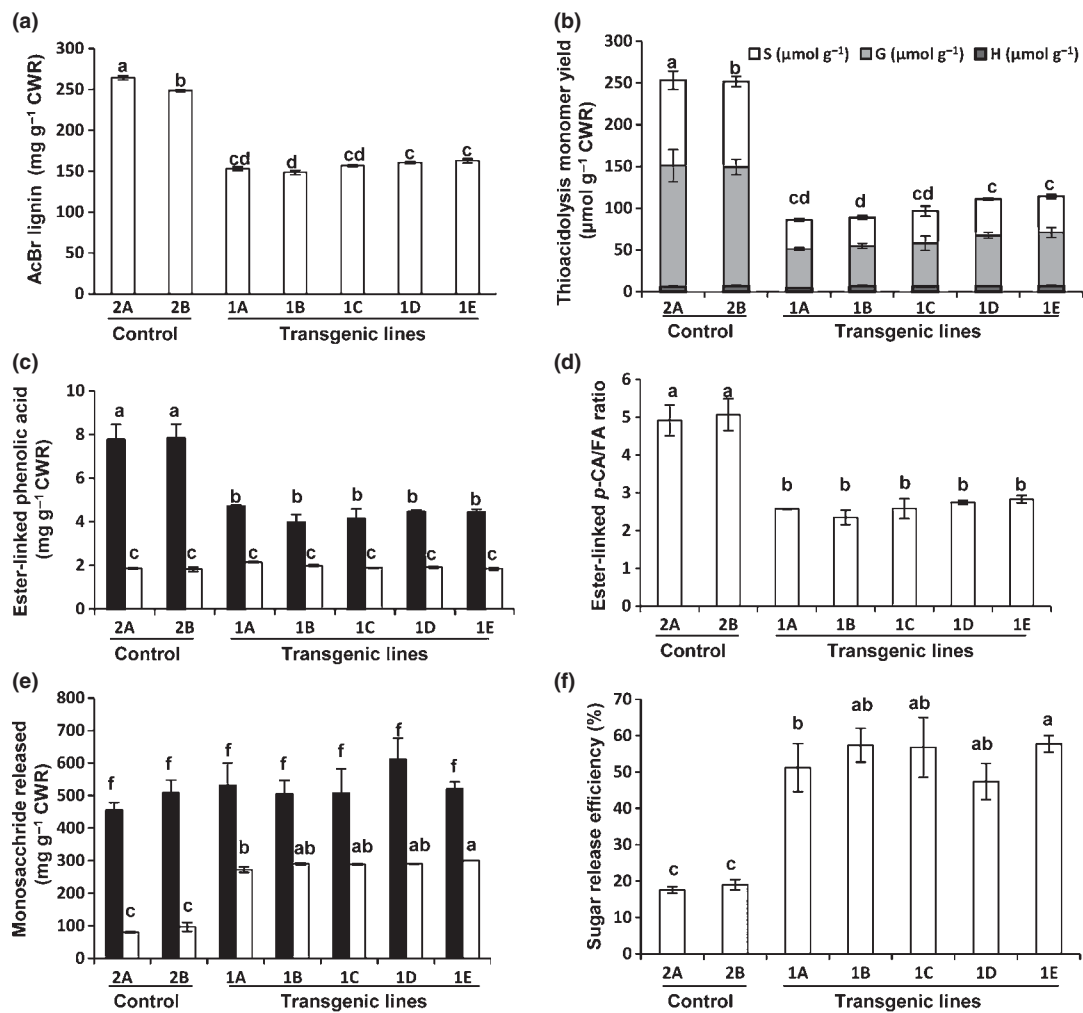 (a)
AcBr lignin (mg g⁻¹ CWR)
300
250
200
150
100
50
0
a
b
cd
d
cd
c
c
2A 2B 1A 1B 1C 1D 1E
Control Transgenic lines
(b)
Thioacidolysis monomer yield
(µmol g⁻¹ CWR)
300
250
200
150
100
50
0
S (µmol g⁻¹) G (µmol g⁻¹) H (µmol g⁻¹)
a
b
cd
d
cd
c
c
2A 2B 1A 1B 1C 1D 1E
Control Transgenic lines
(c)
Ester-linked phenolic acid
(mg g⁻¹ CWR)
10
8
6
4
2
0
a a
b b b b b
c c c c c c c
2A 2B 1A 1B 1C 1D 1E
Control Transgenic lines
(d)
Ester-linked p-CA/FA ratio
6
5
4
3
2
1
0
a a
b b b b b
2A 2B 1A 1B 1C 1D 1E
Control Transgenic lines
(e)
Monosacchride released
(mg g⁻¹ CWR)
800
700
600
500
400
300
200
100
0
f f f f f f f
c c b ab ab ab a
2A 2B 1A 1B 1C 1D 1E
Control Transgenic lines
(f)
Sugar release efficiency (%)
70
60
50
40
30
20
10
0
c c b ab ab ab a
2A 2B 1A 1B 1C 1D 1E
Control Transgenic lines